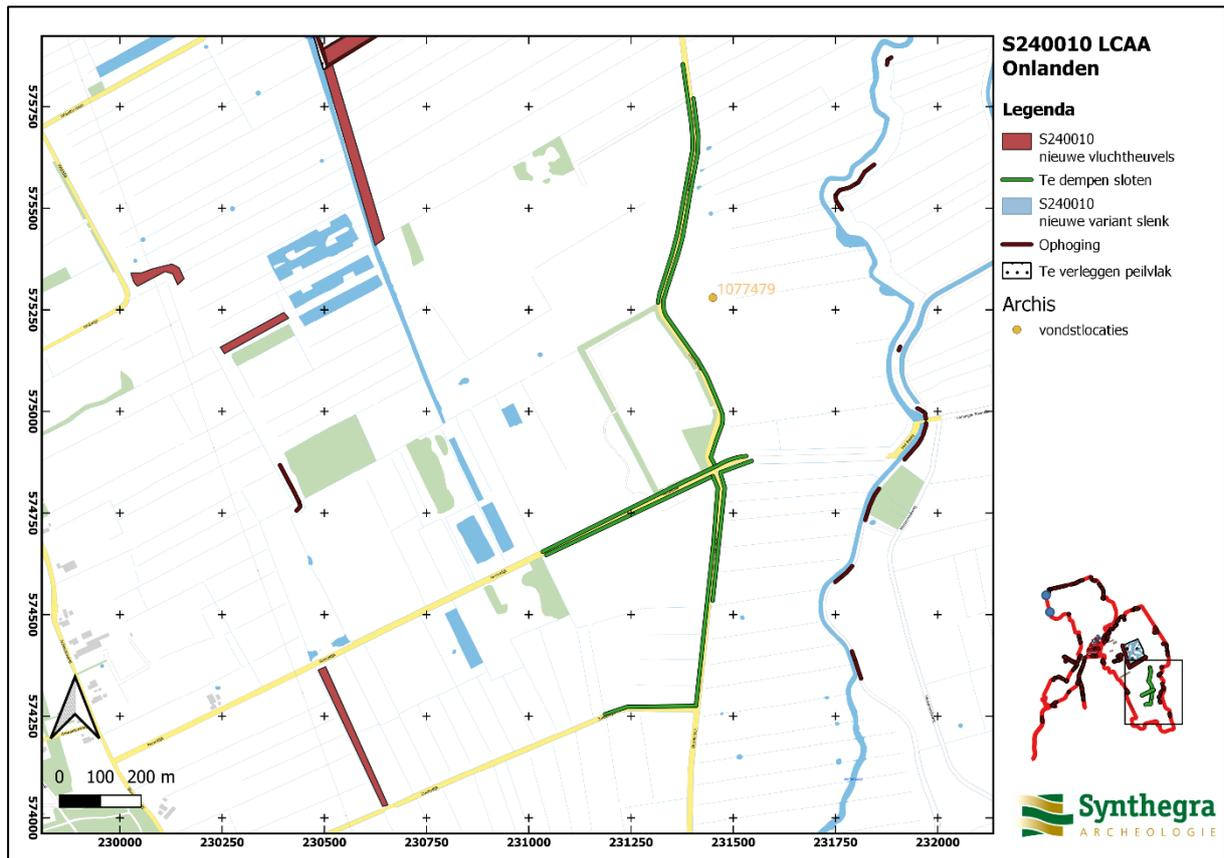 S240010 LCAA
Onlanden
Legenda
S240010
nieuwe vluchtheuvels
Te dempen sloten
S240010
nieuwe variant slenk
Ophoging
Te verleggen peilvlak
Archis
vondstlocaties
1077479
575750
575500
575250
575000
574750
574500
574250
574000
0 100 200 m
230000 230250 230500 230750 231000 231250 231500 231750 232000
Synthegra
ARCHEOLOGIE